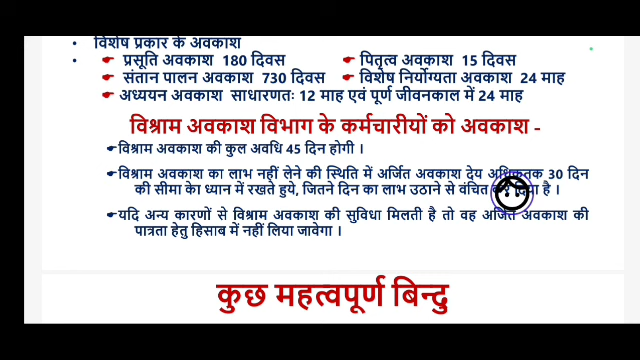 विशेष प्रकार के अवकाश
प्रसूति अवकाश 180 दिवस पितृत्व अवकाश 15 दिवस
संतान पालन अवकाश 730 दिवस विशेष निर्योग्यता अवकाश 24 माह
अध्ययन अवकाश साधारणतः 12 माह एवं पूर्ण जीवनकाल में 24 माह
विश्राम अवकाश विभाग के कर्मचारीयों को अवकाश -
विश्राम अवकाश की कुल अवधि 45 दिन होगी ।
विश्राम अवकाश का लाभ नहीं लेने की स्थिति में अर्जित अवकाश देय अधिकतक 30 दिन
की सीमा केा ध्यान में रखते हुये, जितने दिन का लाभ उठाने से वंचित दिया है ।
यदि अन्य कारणों से विश्राम अवकाश की सुविधा मिलती है तो वह अर्जित अवकाश की
पात्रता हेतु हिसाब में नहीं लिया जावेगा ।
कुछ महत्वपूर्ण बिन्दु